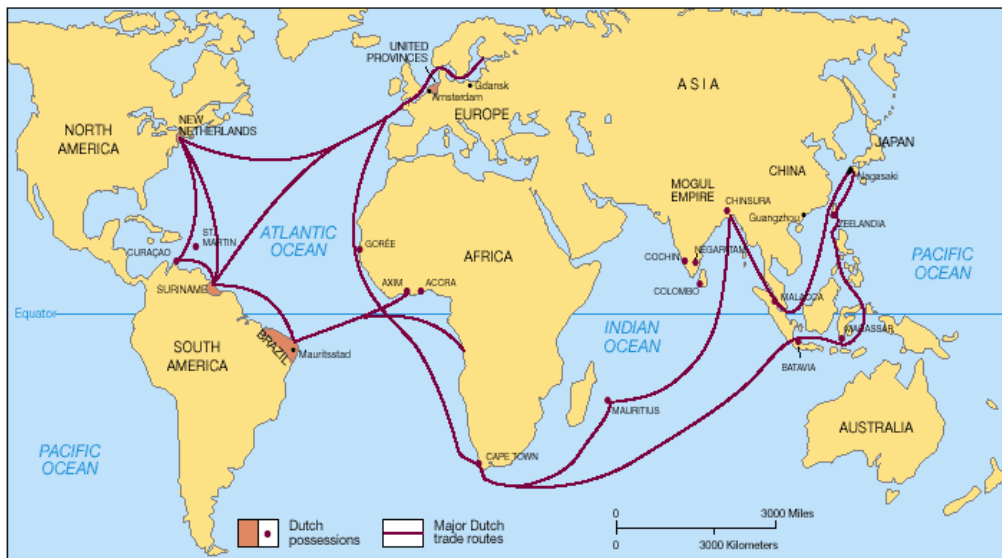 UNITED
PROVINCES
Gdansk
Amsterdam
ASIA
EUROPE
NORTH
AMERICA
NEW
NETHERLANDS
JAPAN
CHINA
Nagasaki
MOGUL
EMPIRE
CHINSURA
Guangzhou
ZEELANDIA
ST.
MARTIN
ATLANTIC
OCEAN
GORÉE
CURAÇAO
AFRICA
COCHIN
NEGAPATAM
PACIFIC
OCEAN
SURINAME
AXIM
ACCRA
COLOMBO
MALACCA
Equator
INDIAN
OCEAN
MACASSAR
BRAZIL
Mauritsstad
SOUTH
AMERICA
BATAVIA
MAURITIUS
AUSTRALIA
PACIFIC
OCEAN
CAPE TOWN
Dutch
possessions
Major Dutch
trade routes
0 3000 Miles
0 3000 Kilometers